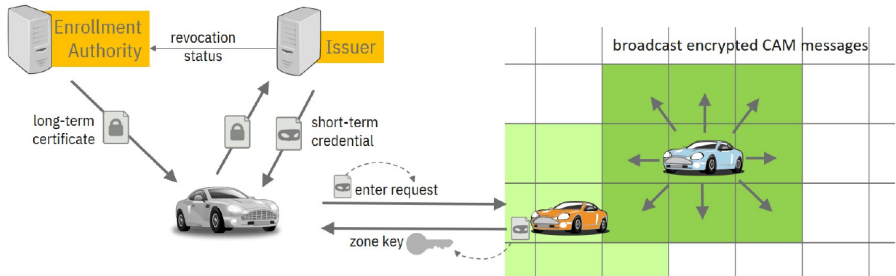 Enrollment
Authority
revocation
status
Issuer
long-term
certificate
short-term
credential
enter request
zone key
broadcast encrypted CAM messages